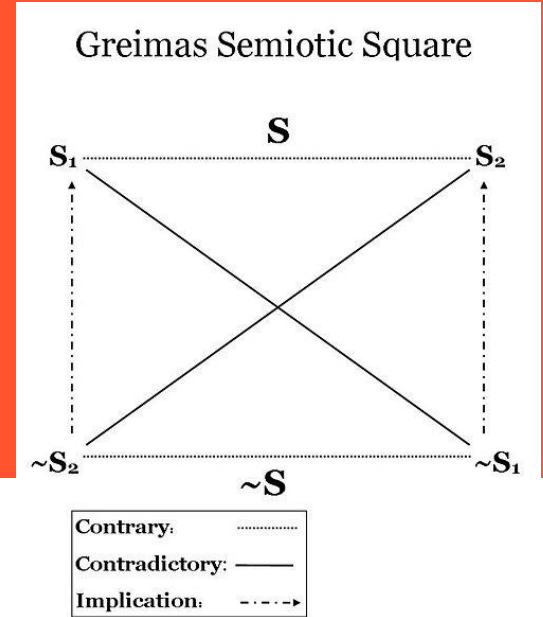 Greimas Semiotic Square
S
S₁ S₂
~S₂ ~S₁
~S
Contrary:
Contradictory:
Implication: